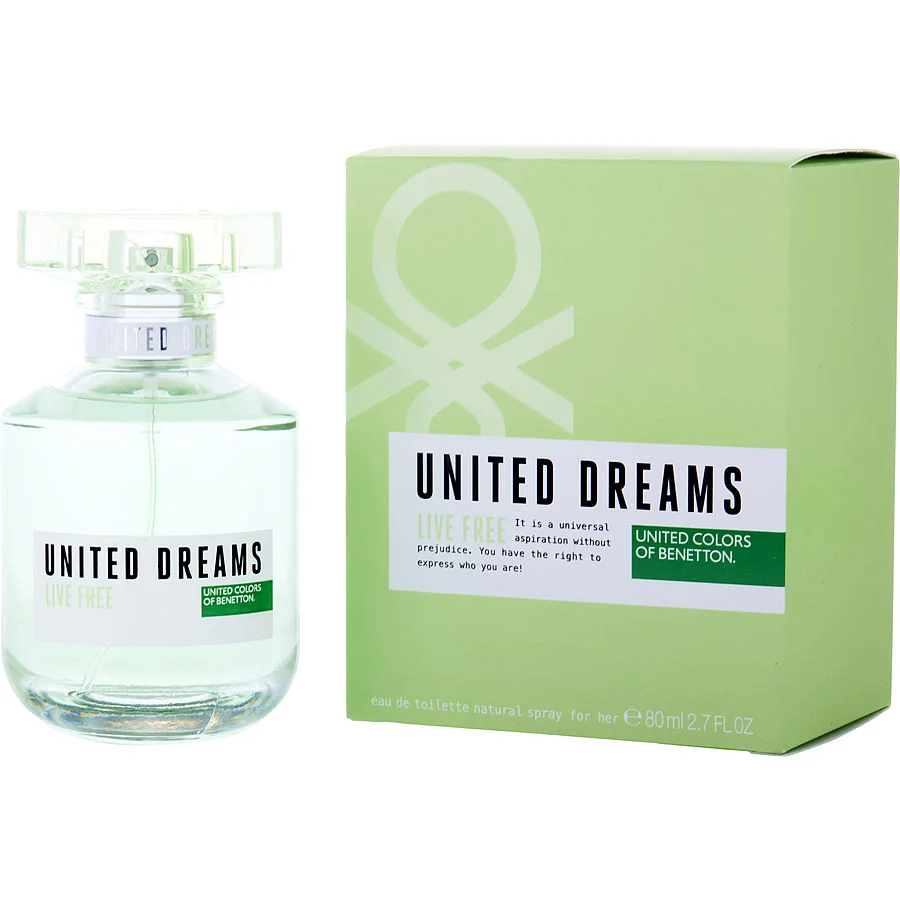 UNITED DREAMS
UNITED DREAMS
LIVE FREE
UNITED COLORS
OF BENETTON.
UNITED DREAMS
LIVE FREE It is a universal
aspiration without
prejudice. You have the right to
express who you are!
UNITED COLORS
OF BENETTON.
eau de toilette natural spray for her ℮ 80 ml 2.7 FL OZ